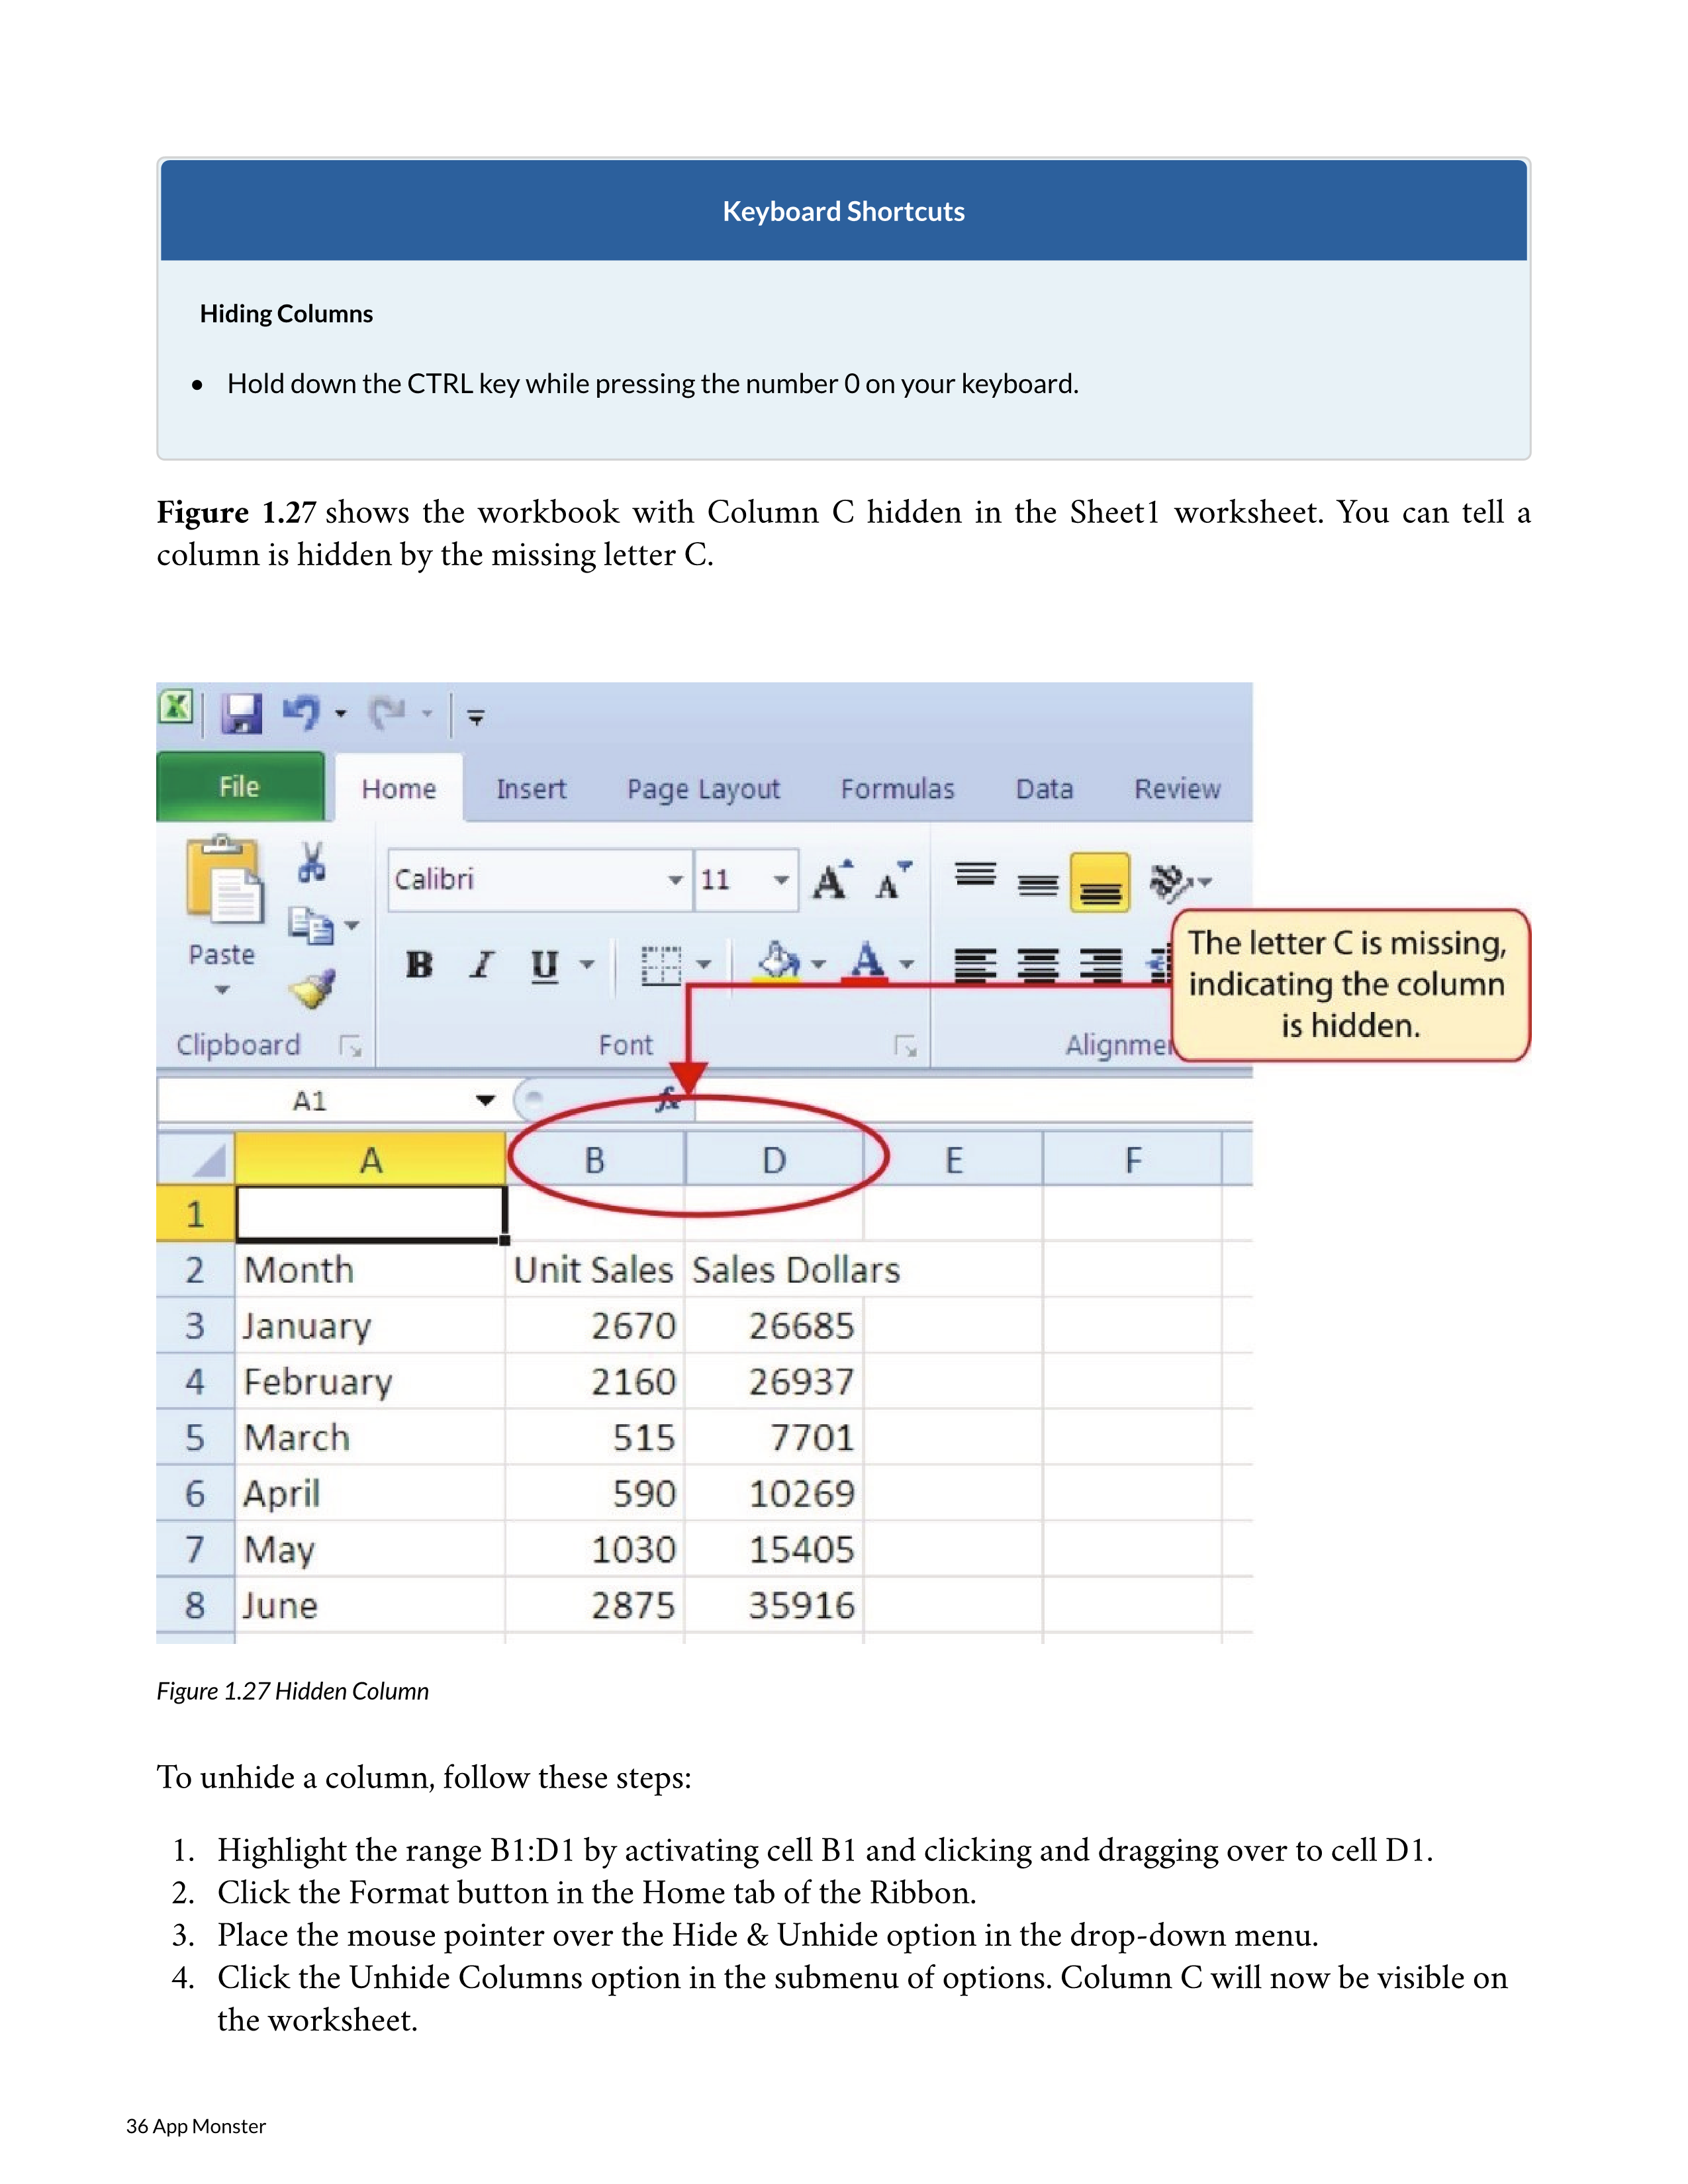 Keyboard Shortcuts
Hiding Columns
• Hold down the CTRL key while pressing the number 0 on your keyboard.
Figure 1.27 shows the workbook with Column C hidden in the Sheet1 worksheet. You can tell a
column is hidden by the missing letter C.
File Home Insert Page Layout Formulas Data Review
Calibri 11 A A
Paste B I U A
Clipboard Font Alignme
The letter C is missing,
indicating the column
is hidden.
A1 fx
A B D E F
1
2 Month Unit Sales Sales Dollars
3 January 2670 26685
4 February 2160 26937
5 March 515 7701
6 April 590 10269
7 May 1030 15405
8 June 2875 35916
Figure 1.27 Hidden Column
To unhide a column, follow these steps:
1. Highlight the range B1:D1 by activating cell B1 and clicking and dragging over to cell D1.
2. Click the Format button in the Home tab of the Ribbon.
3. Place the mouse pointer over the Hide & Unhide option in the drop-down menu.
4. Click the Unhide Columns option in the submenu of options. Column C will now be visible on
the worksheet.
36 App Monster